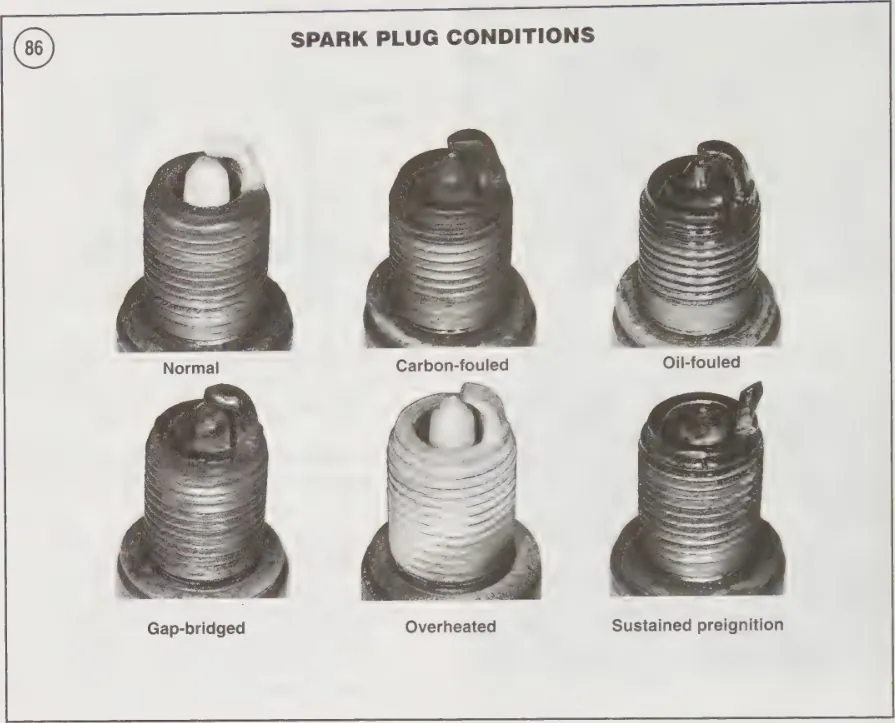 86
SPARK PLUG CONDITIONS
Normal
Carbon-fouled
Oil-fouled
Gap-bridged
Overheated
Sustained preignition